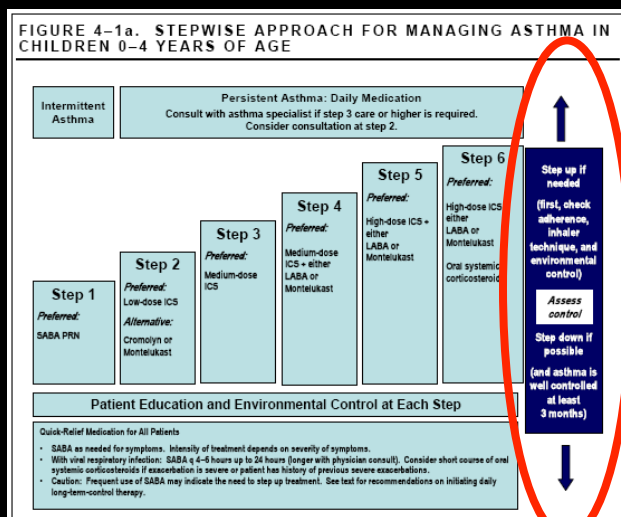 FIGURE 4–1a. STEPWISE APPROACH FOR MANAGING ASTHMA IN
CHILDREN 0–4 YEARS OF AGE
Intermittent
Asthma
Persistent Asthma: Daily Medication
Consult with asthma specialist if step 3 care or higher is required.
Consider consultation at step 2.
Step 1
Preferred:
SABA PRN
Step 2
Preferred:
Low-dose ICS
Alternative:
Cromolyn or
Montelukast
Step 3
Preferred:
Medium-dose
ICS
Step 4
Preferred:
Medium-dose
ICS + either
LABA or
Montelukast
Step 5
Preferred:
High-dose ICS +
either
LABA or
Montelukast
Step 6
Preferred:
High-dose ICS
either
LABA or
Montelukast
Oral systemic
corticosteroid
Step up if
needed
(first, check
adherence,
inhaler
technique, and
environmental
control)
Assess
control
Step down if
possible
(and asthma is
well controlled
at least
3 months)
Patient Education and Environmental Control at Each Step
Quick-Relief Medication for All Patients
• SABA as needed for symptoms. Intensity of treatment depends on severity of symptoms.
• With viral respiratory infection: SABA q 4–6 hours up to 24 hours (longer with physician consult). Consider short course of oral
systemic corticosteroids if exacerbation is severe or patient has history of previous severe exacerbations.
• Caution: Frequent use of SABA may indicate the need to step up treatment. See text for recommendations on initiating daily
long-term-control therapy.